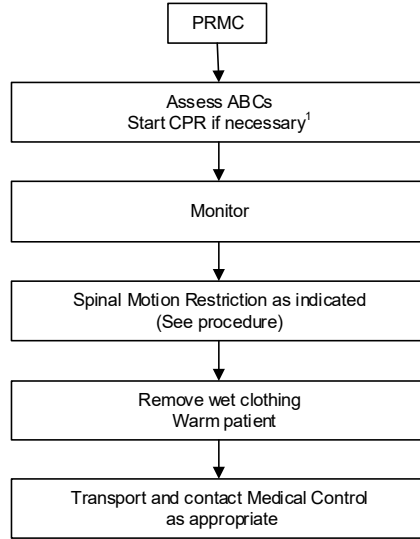 PRMC
Assess ABCs
Start CPR if necessary¹
Monitor
Spinal Motion Restriction as indicated
(See procedure)
Remove wet clothing
Warm patient
Transport and contact Medical Control
as appropriate